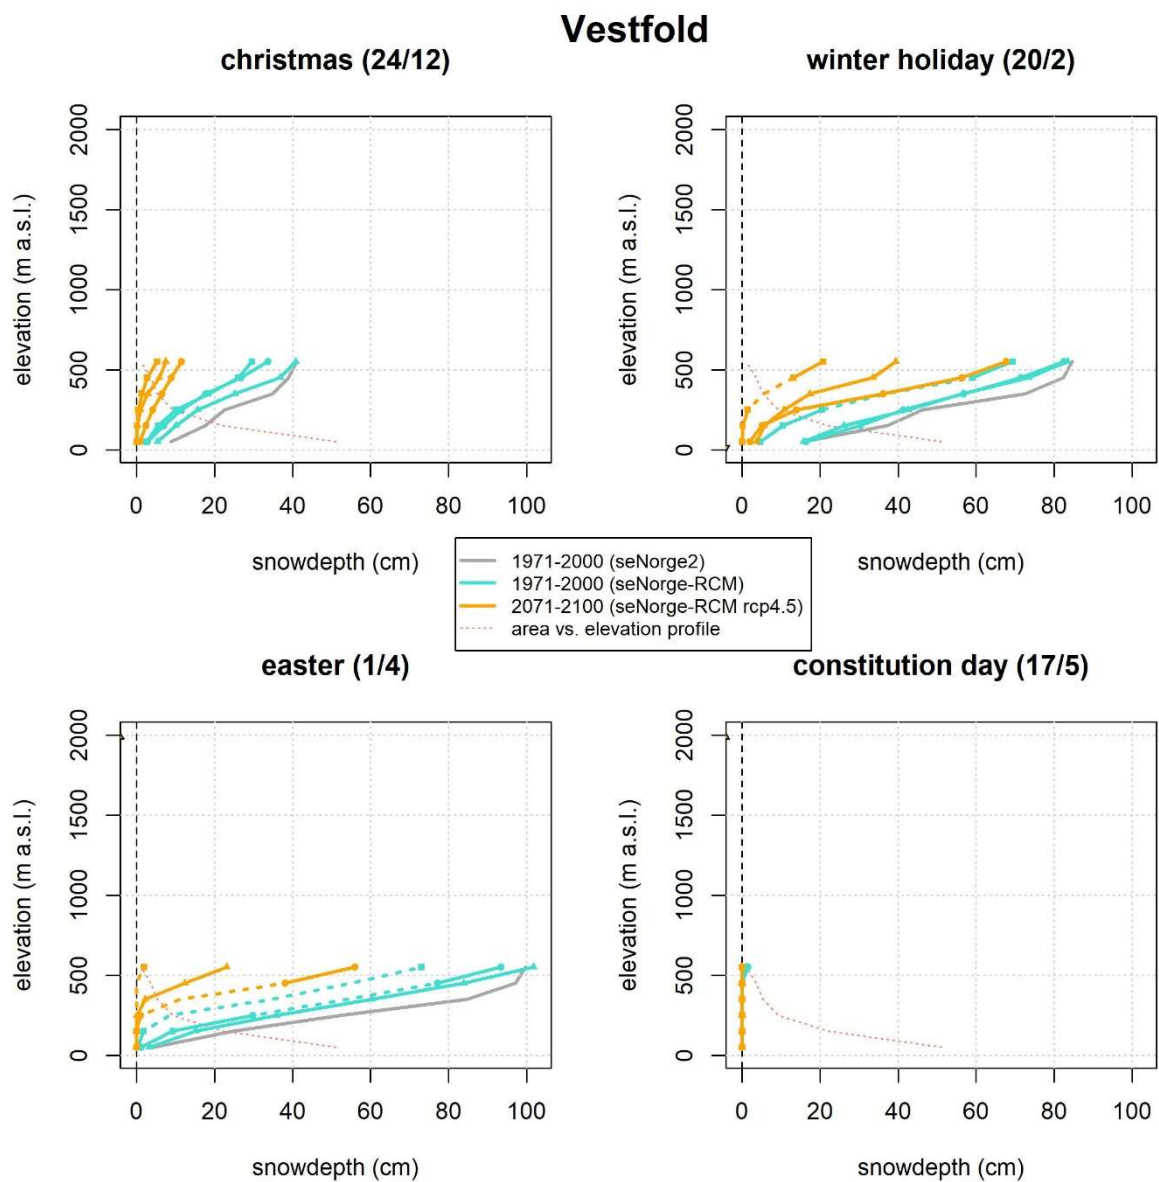 Vestfold
christmas (24/12)
winter holiday (20/2)
elevation (m a.s.l.)
0 500 1000 1500 2000
0 20 40 60 80 100
snowdepth (cm)
elevation (m a.s.l.)
0 500 1000 1500 2000
0 20 40 60 80 100
snowdepth (cm)
1971-2000 (seNorge2)
1971-2000 (seNorge-RCM)
2071-2100 (seNorge-RCM rcp4.5)
area vs. elevation profile
easter (1/4)
constitution day (17/5)
elevation (m a.s.l.)
0 500 1000 1500 2000
0 20 40 60 80 100
snowdepth (cm)
elevation (m a.s.l.)
0 500 1000 1500 2000
0 20 40 60 80 100
snowdepth (cm)